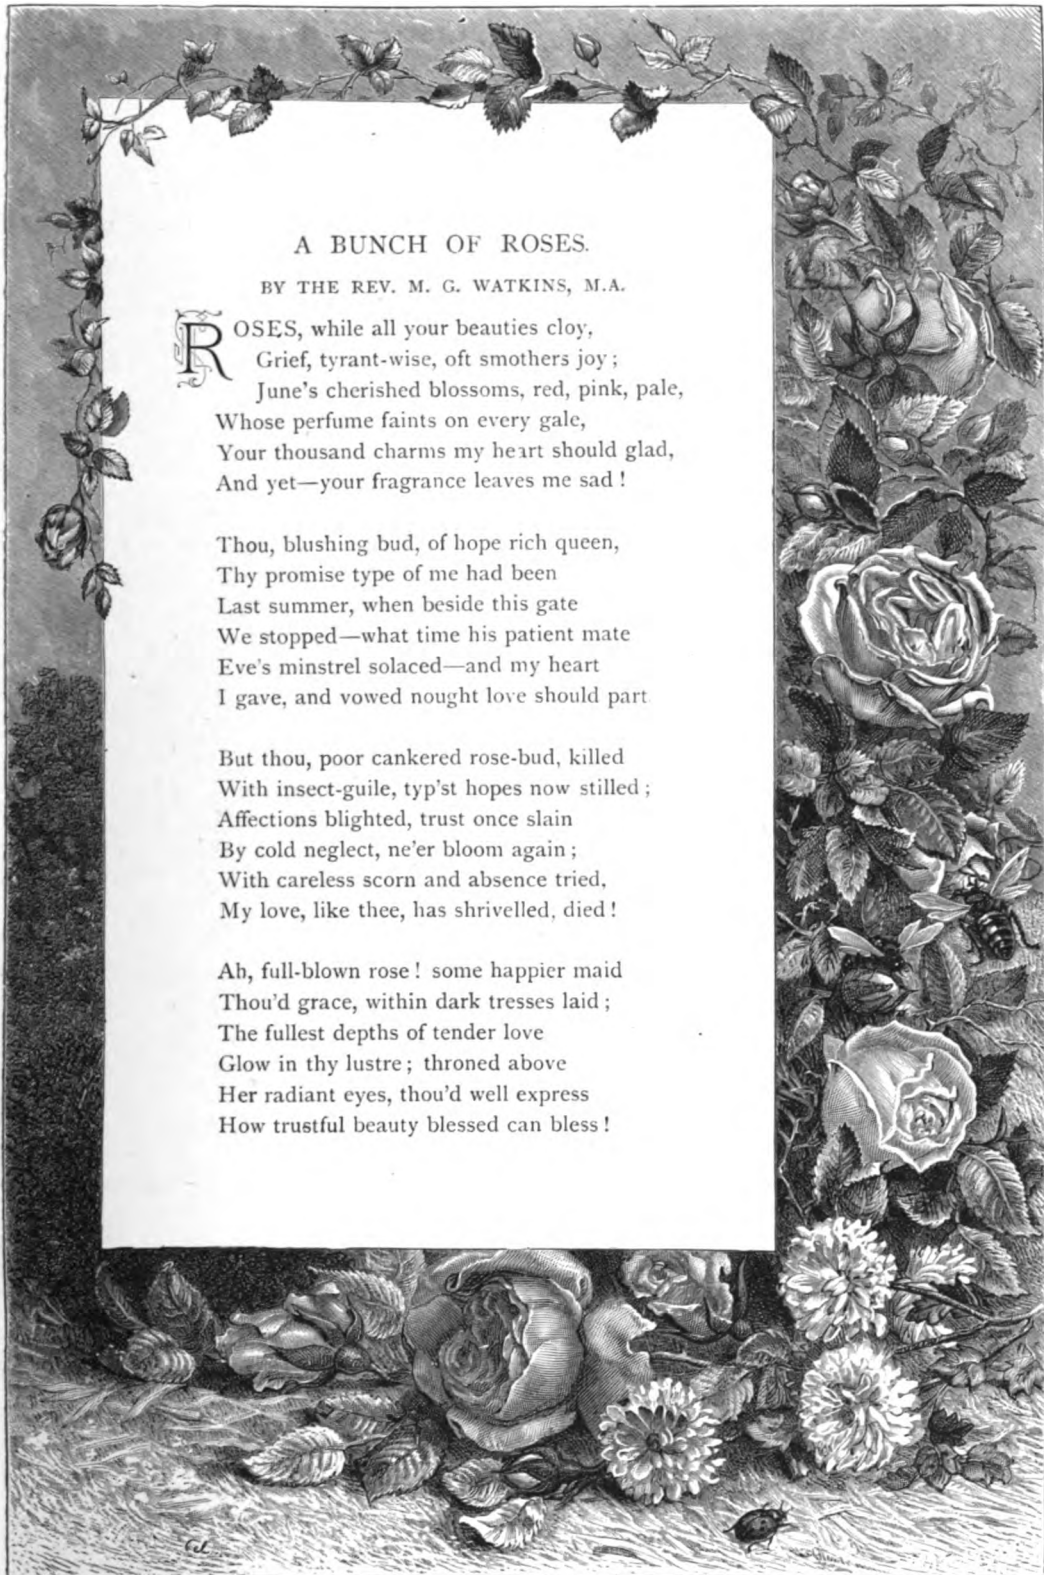 A BUNCH OF ROSES.
BY THE REV. M. G. WATKINS, M.A.
ROSES, while all your beauties cloy,
Grief, tyrant-wise, oft smothers joy;
June's cherished blossoms, red, pink, pale,
Whose perfume faints on every gale,
Your thousand charms my heart should glad,
And yet—your fragrance leaves me sad!
Thou, blushing bud, of hope rich queen,
Thy promise type of me had been
Last summer, when beside this gate
We stopped—what time his patient mate
Eve's minstrel solaced—and my heart
I gave, and vowed nought love should part
But thou, poor cankered rose-bud, killed
With insect-guile, typ'st hopes now stilled;
Affections blighted, trust once slain
By cold neglect, ne'er bloom again;
With careless scorn and absence tried,
My love, like thee, has shrivelled, died!
Ah, full-blown rose! some happier maid
Thou'd grace, within dark tresses laid;
The fullest depths of tender love
Glow in thy lustre; throned above
Her radiant eyes, thou'd well express
How trustful beauty blessed can bless!